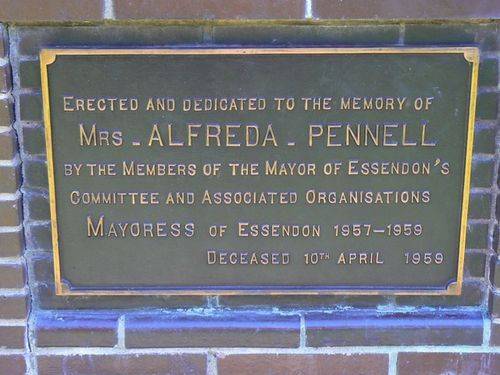 Erected and dedicated to the memory of
Mrs - ALFREDA - PENNELL
by the Members of the Mayor of Essendon's
Committee and Associated Organisations
Mayoress of Essendon 1957-1959
Deceased 10th April 1959